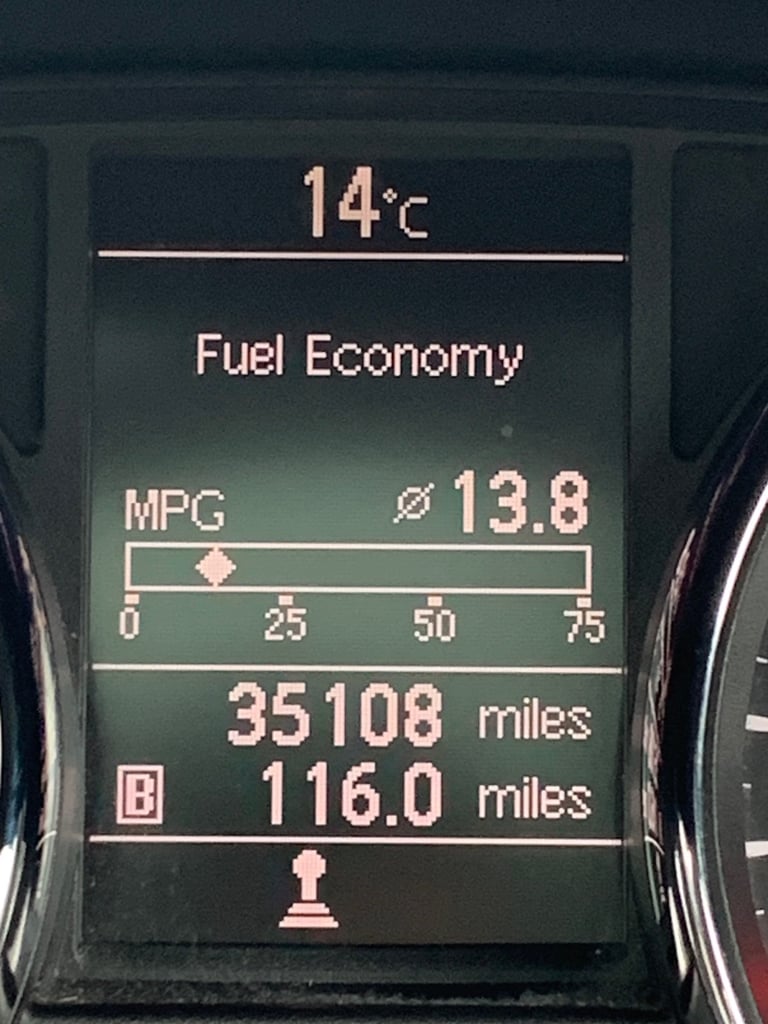 14°C
Fuel Economy
MPG ⌀ 13.8
0 25 50 75
35108 miles
B 116.0 miles